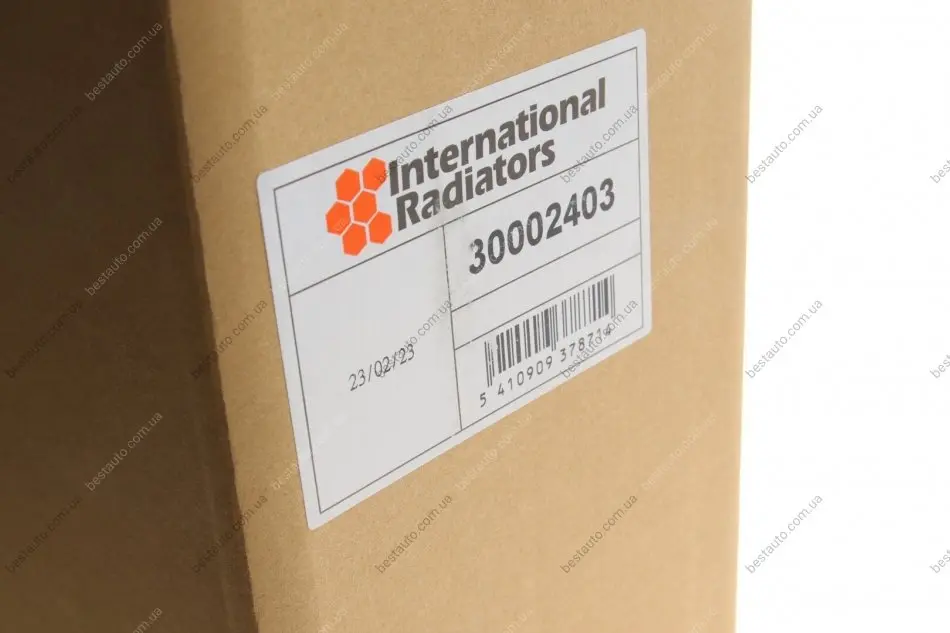 International
Radiators
30002403
23/02/23
5 410909 378714
bestauto.com.ua